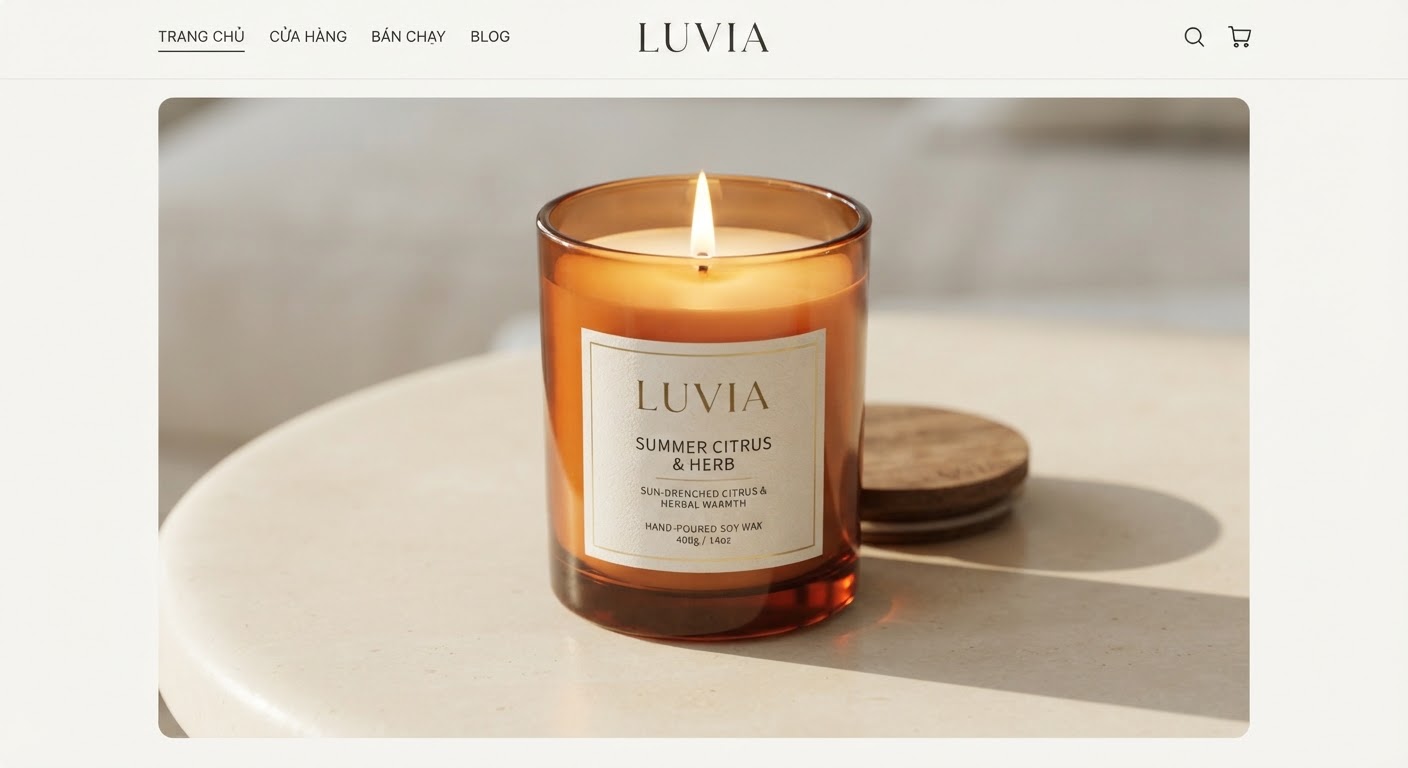 TRANG CHỦ
CỬA HÀNG
BÁN CHẠY
BLOG
LUVIA
LUVIA
SUMMER CITRUS
& HERB
SUN-DRENCHED CITRUS &
HERBAL WARMTH
HAND-POURED SOY WAX
/ 14oz